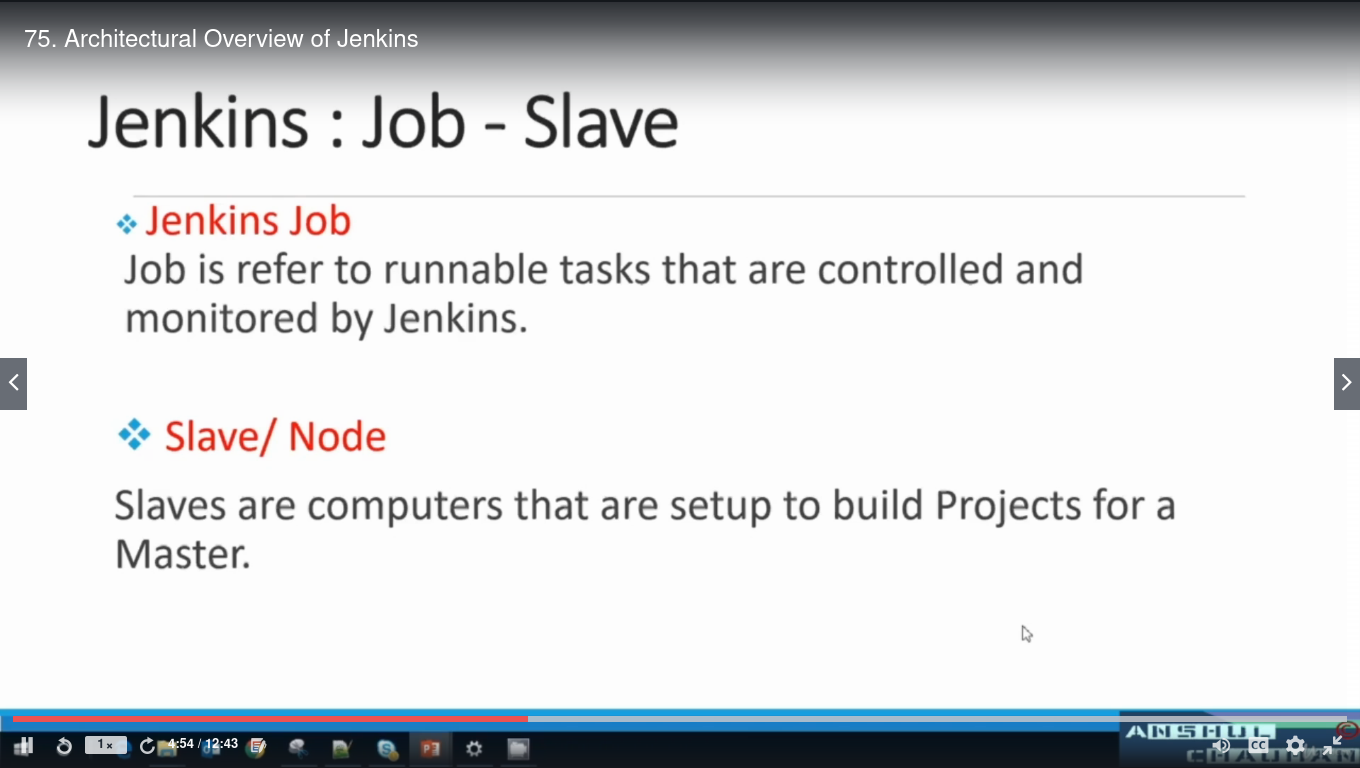 75. Architectural Overview of Jenkins
Jenkins : Job - Slave
Jenkins Job
Job is refer to runnable tasks that are controlled and
monitored by Jenkins.
Slave/ Node
Slaves are computers that are setup to build Projects for a
Master.
ANSHUL
CHAUHAN
1 x
4:54 / 12:43
CC